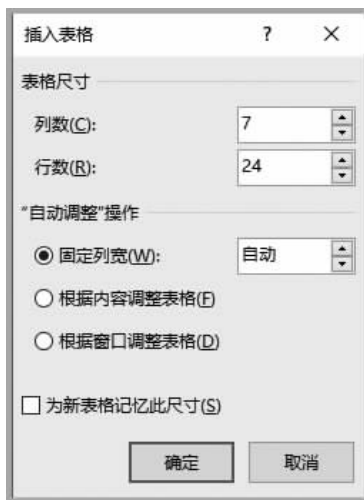 插入表格 ? ×
表格尺寸
列数(C): 7
行数(R): 24
“自动调整”操作
固定列宽(W): 自动
根据内容调整表格(F)
根据窗口调整表格(D)
为新表格记忆此尺寸(S)
确定 取消